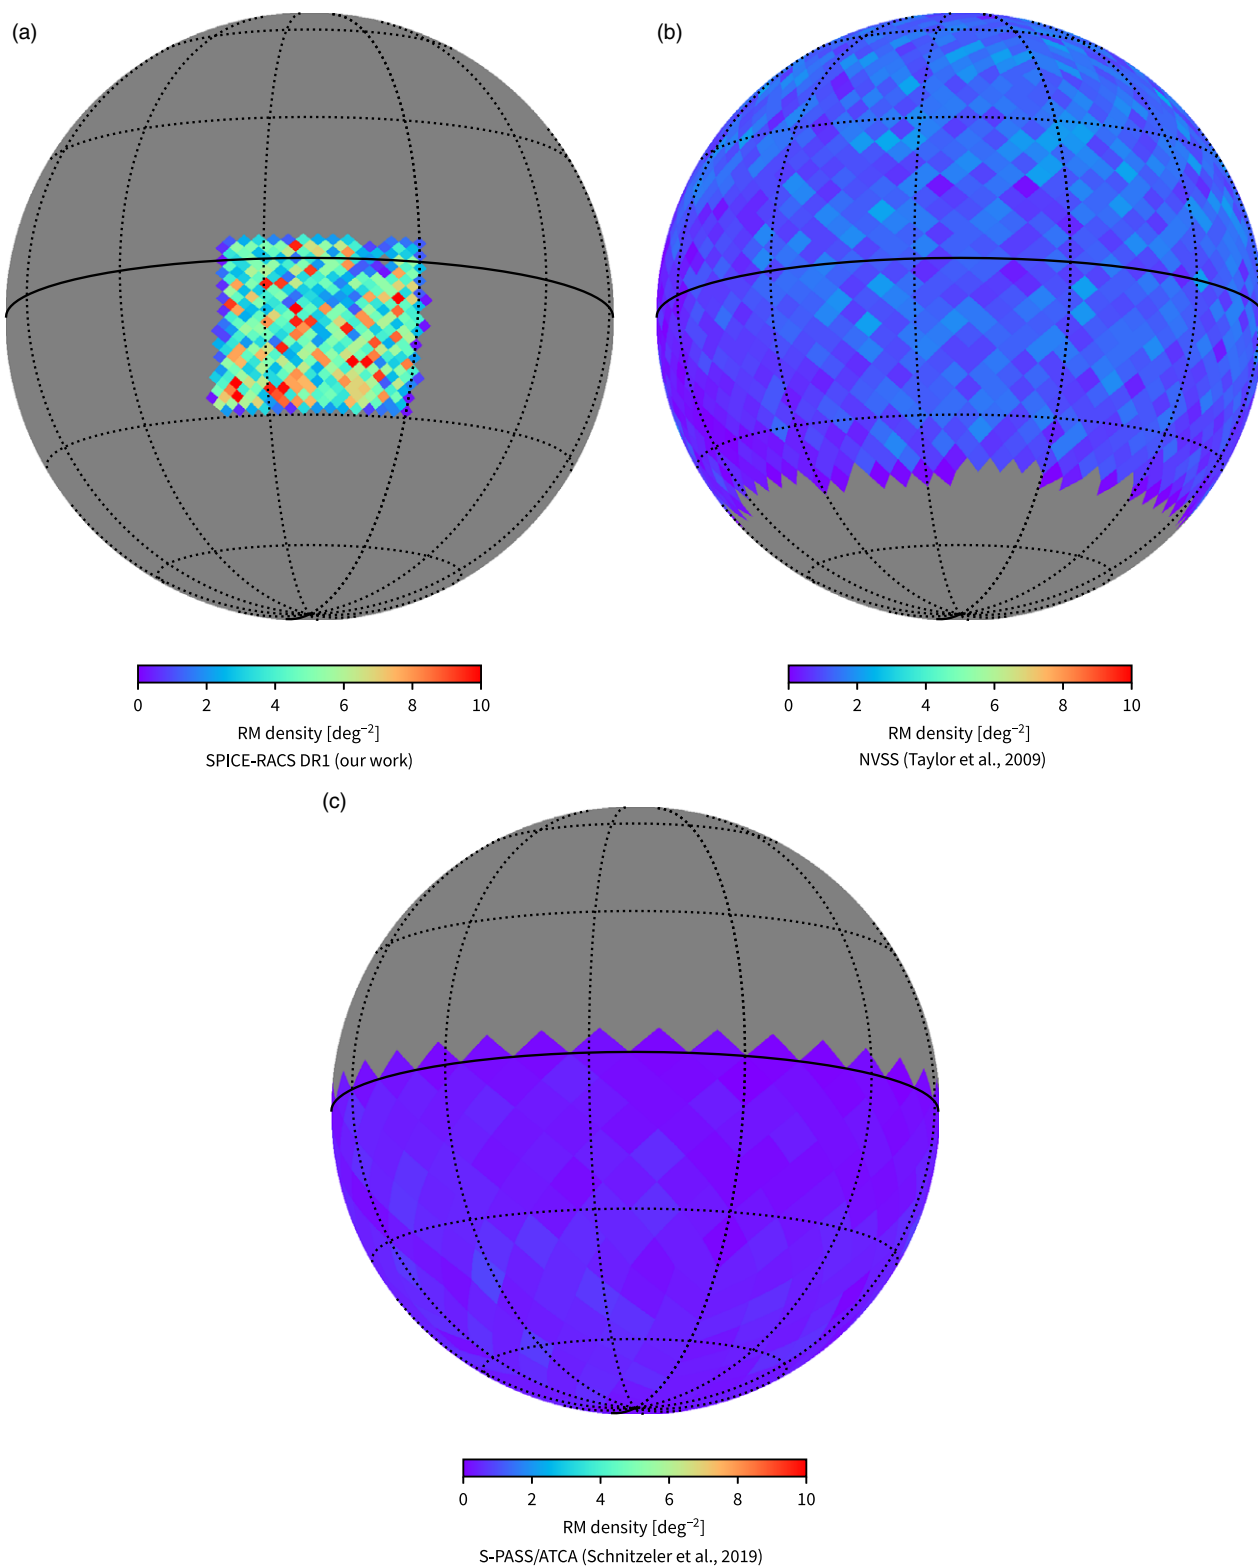 (a)
(b)
0 2 4 6 8 10
RM density [deg⁻²]
SPICE-RACS DR1 (our work)
0 2 4 6 8 10
RM density [deg⁻²]
NVSS (Taylor et al., 2009)
(c)
0 2 4 6 8 10
RM density [deg⁻²]
S-PASS/ATCA (Schnitzeler et al., 2019)